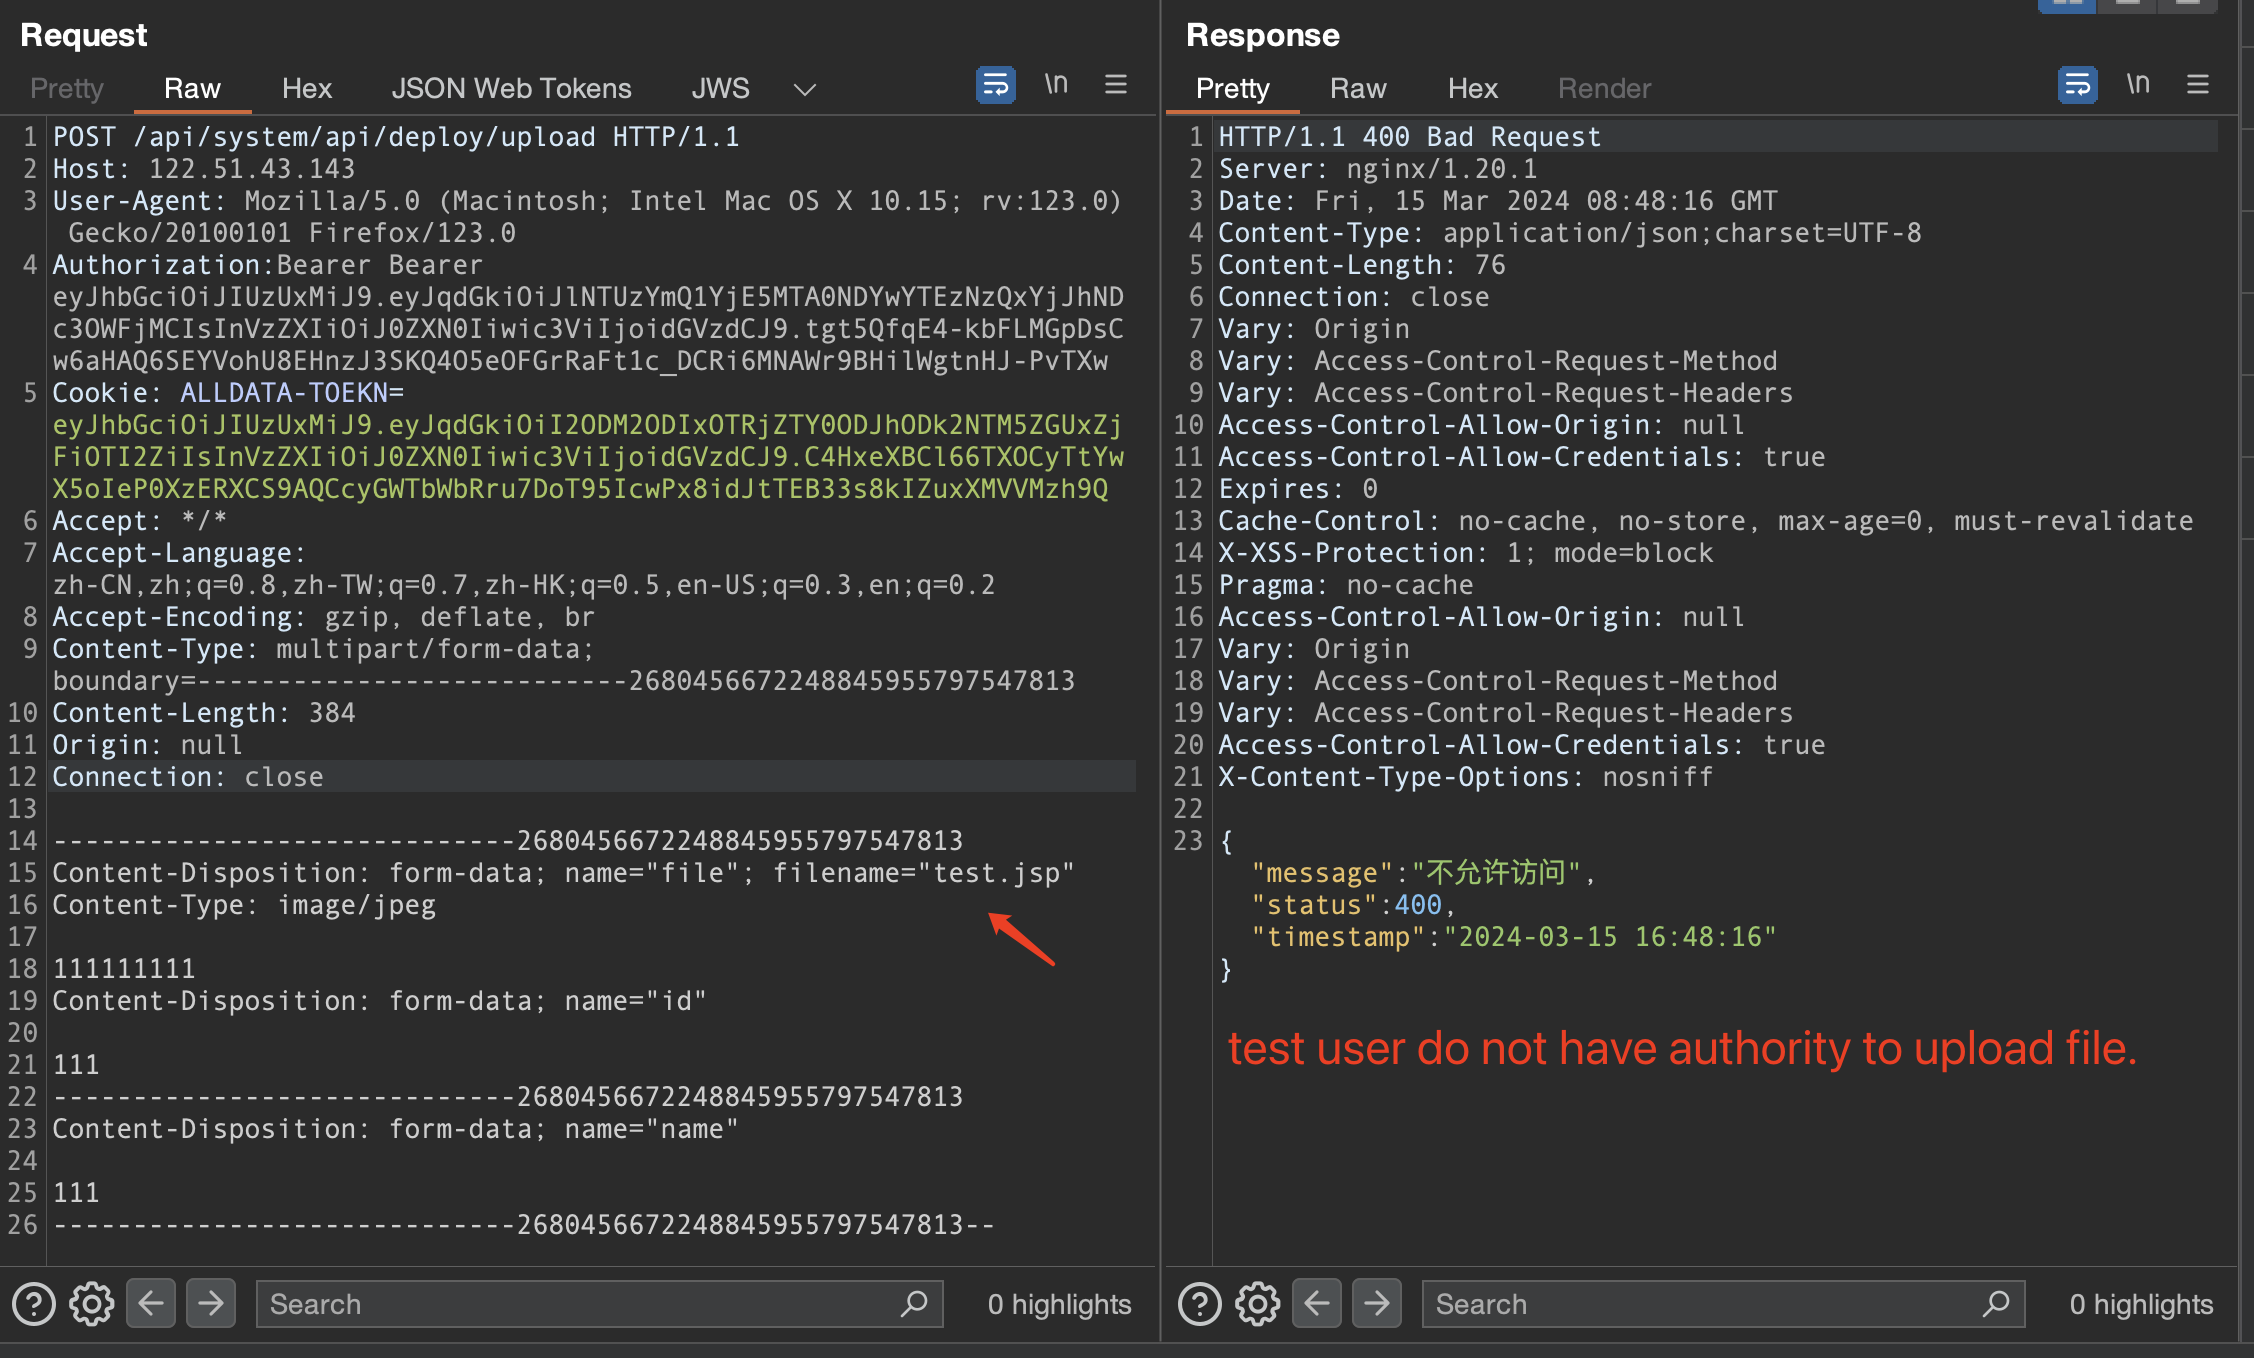 Request
Pretty Raw Hex JSON Web Tokens JWS \n
1 POST /api/system/api/deploy/upload HTTP/1.1
2 Host: 122.51.43.143
3 User-Agent: Mozilla/5.0 (Macintosh; Intel Mac OS X 10.15; rv:123.0)
Gecko/20100101 Firefox/123.0
4 Authorization:Bearer Bearer
eyJhbGciOiJIUzUxMiJ9.eyJqdGkiOiJlNTUzYmQ1YjE5MTA0NDYwYTEzNzQxYjJhND
c3OWFjMCIsInVzZXIiOiJ0ZXN0Iiwic3ViIjoidGVzdCJ9.tgt5QfqE4-kbFLMGpDsC
w6aHAQ6SEYVohU8EHnzJ3SKQ4O5eOFGrRaFt1c_DCRi6MNAWr9BHilWgtnHJ-PvTXw
5 Cookie: ALLDATA-TOEKN=
eyJhbGciOiJIUzUxMiJ9.eyJqdGkiOiI2ODM2ODIxOTRjZTY0ODJhODk2NTM5ZGUxZj
FiOTI2ZiIsInVzZXIiOiJ0ZXN0Iiwic3ViIjoidGVzdCJ9.C4HxeXBCl66TXOCyTtYw
X5oIeP0XzERXCS9AQCcyGWTbWbRru7DoT95IcwPx8idJtTEB33s8kIZuxXMVVMzh9Q
6 Accept: */*
7 Accept-Language:
zh-CN,zh;q=0.8,zh-TW;q=0.7,zh-HK;q=0.5,en-US;q=0.3,en;q=0.2
8 Accept-Encoding: gzip, deflate, br
9 Content-Type: multipart/form-data;
boundary=---------------------------26804566722488459557975478​13
10 Content-Length: 384
11 Origin: null
12 Connection: close
13
14 -----------------------------2680456672248845955797547813
15 Content-Disposition: form-data; name="file"; filename="test.jsp"
16 Content-Type: image/jpeg
17
18 111111111
19 Content-Disposition: form-data; name="id"
20
21 111
22 -----------------------------2680456672248845955797547813
23 Content-Disposition: form-data; name="name"
24
25 111
26 -----------------------------2680456672248845955797547813--
Search
0 highlights
Response
Pretty Raw Hex Render \n
1 HTTP/1.1 400 Bad Request
2 Server: nginx/1.20.1
3 Date: Fri, 15 Mar 2024 08:48:16 GMT
4 Content-Type: application/json;charset=UTF-8
5 Content-Length: 76
6 Connection: close
7 Vary: Origin
8 Vary: Access-Control-Request-Method
9 Vary: Access-Control-Request-Headers
10 Access-Control-Allow-Origin: null
11 Access-Control-Allow-Credentials: true
12 Expires: 0
13 Cache-Control: no-cache, no-store, max-age=0, must-revalidate
14 X-XSS-Protection: 1; mode=block
15 Pragma: no-cache
16 Access-Control-Allow-Origin: null
17 Vary: Origin
18 Vary: Access-Control-Request-Method
19 Vary: Access-Control-Request-Headers
20 Access-Control-Allow-Credentials: true
21 X-Content-Type-Options: nosniff
22
23 {
"message":"不允许访问",
"status":400,
"timestamp":"2024-03-15 16:48:16"
}
test user do not have authority to upload file.
Search
0 highlights